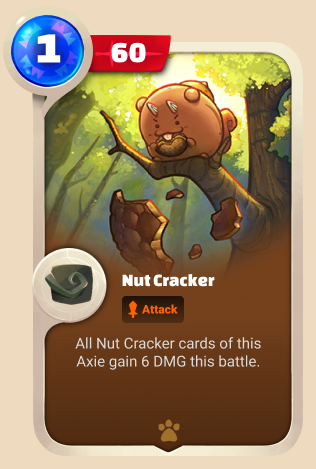 1
60
Nut Cracker
Attack
All Nut Cracker cards of this
Axie gain 6 DMG this battle.